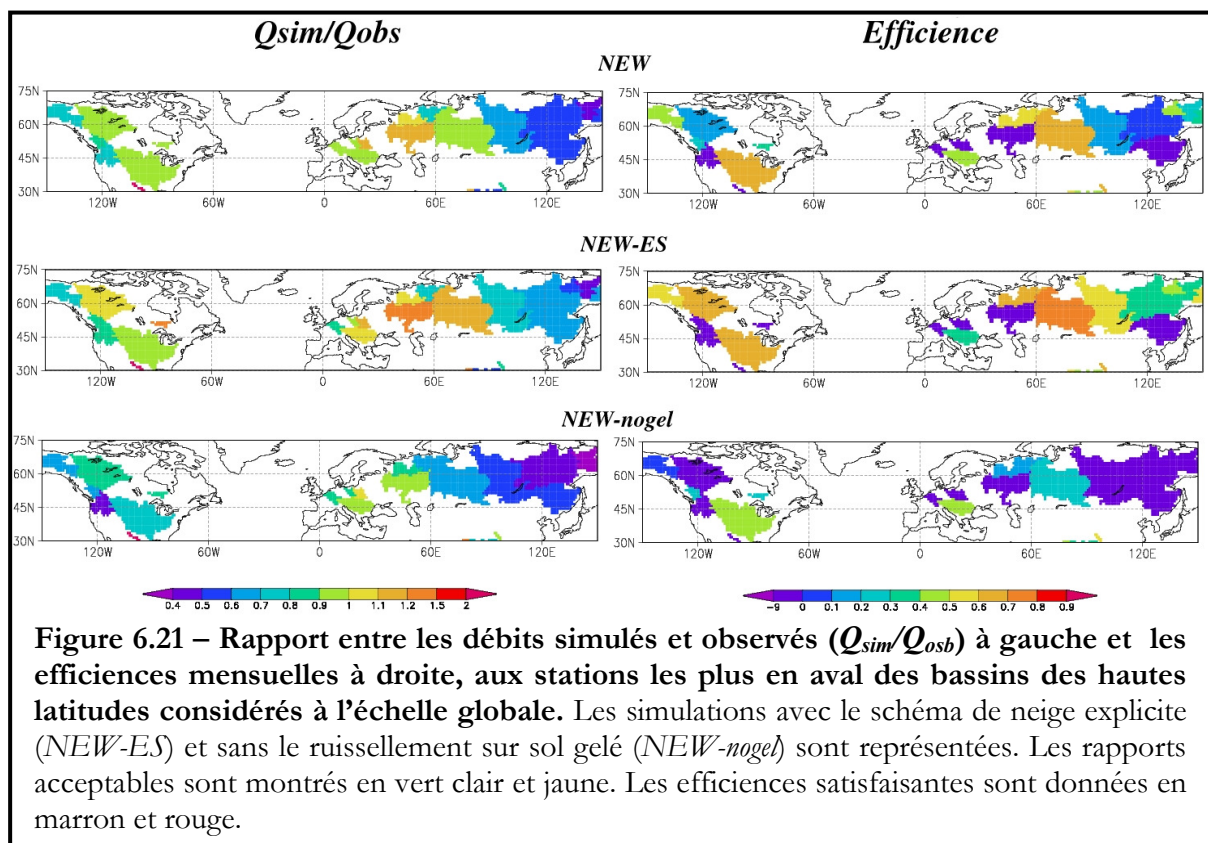 Qsim/Qobs Efficience
NEW
75N 75N
60N 60N
45N 45N
30N 30N
120W 60W 0 60E 120E 120W 60W 0 60E 120E
NEW-ES
75N 75N
60N 60N
45N 45N
30N 30N
120W 60W 0 60E 120E 120W 60W 0 60E 120E
NEW-nogel
75N 75N
60N 60N
45N 45N
30N 30N
120W 60W 0 60E 120E 120W 60W 0 60E 120E
0.4 0.5 0.6 0.7 0.8 0.9 1 1.1 1.2 1.5 2 -9 0 0.1 0.2 0.3 0.4 0.5 0.6 0.7 0.8 0.9
Figure 6.21 – Rapport entre les débits simulés et observés (Qsim/Qosb) à gauche et les
efficiences mensuelles à droite, aux stations les plus en aval des bassins des hautes
latitudes considérés à l'échelle globale. Les simulations avec le schéma de neige explicite
(NEW-ES) et sans le ruissellement sur sol gelé (NEW-nogel) sont représentées. Les rapports
acceptables sont montrés en vert clair et jaune. Les efficiences satisfaisantes sont données en
marron et rouge.